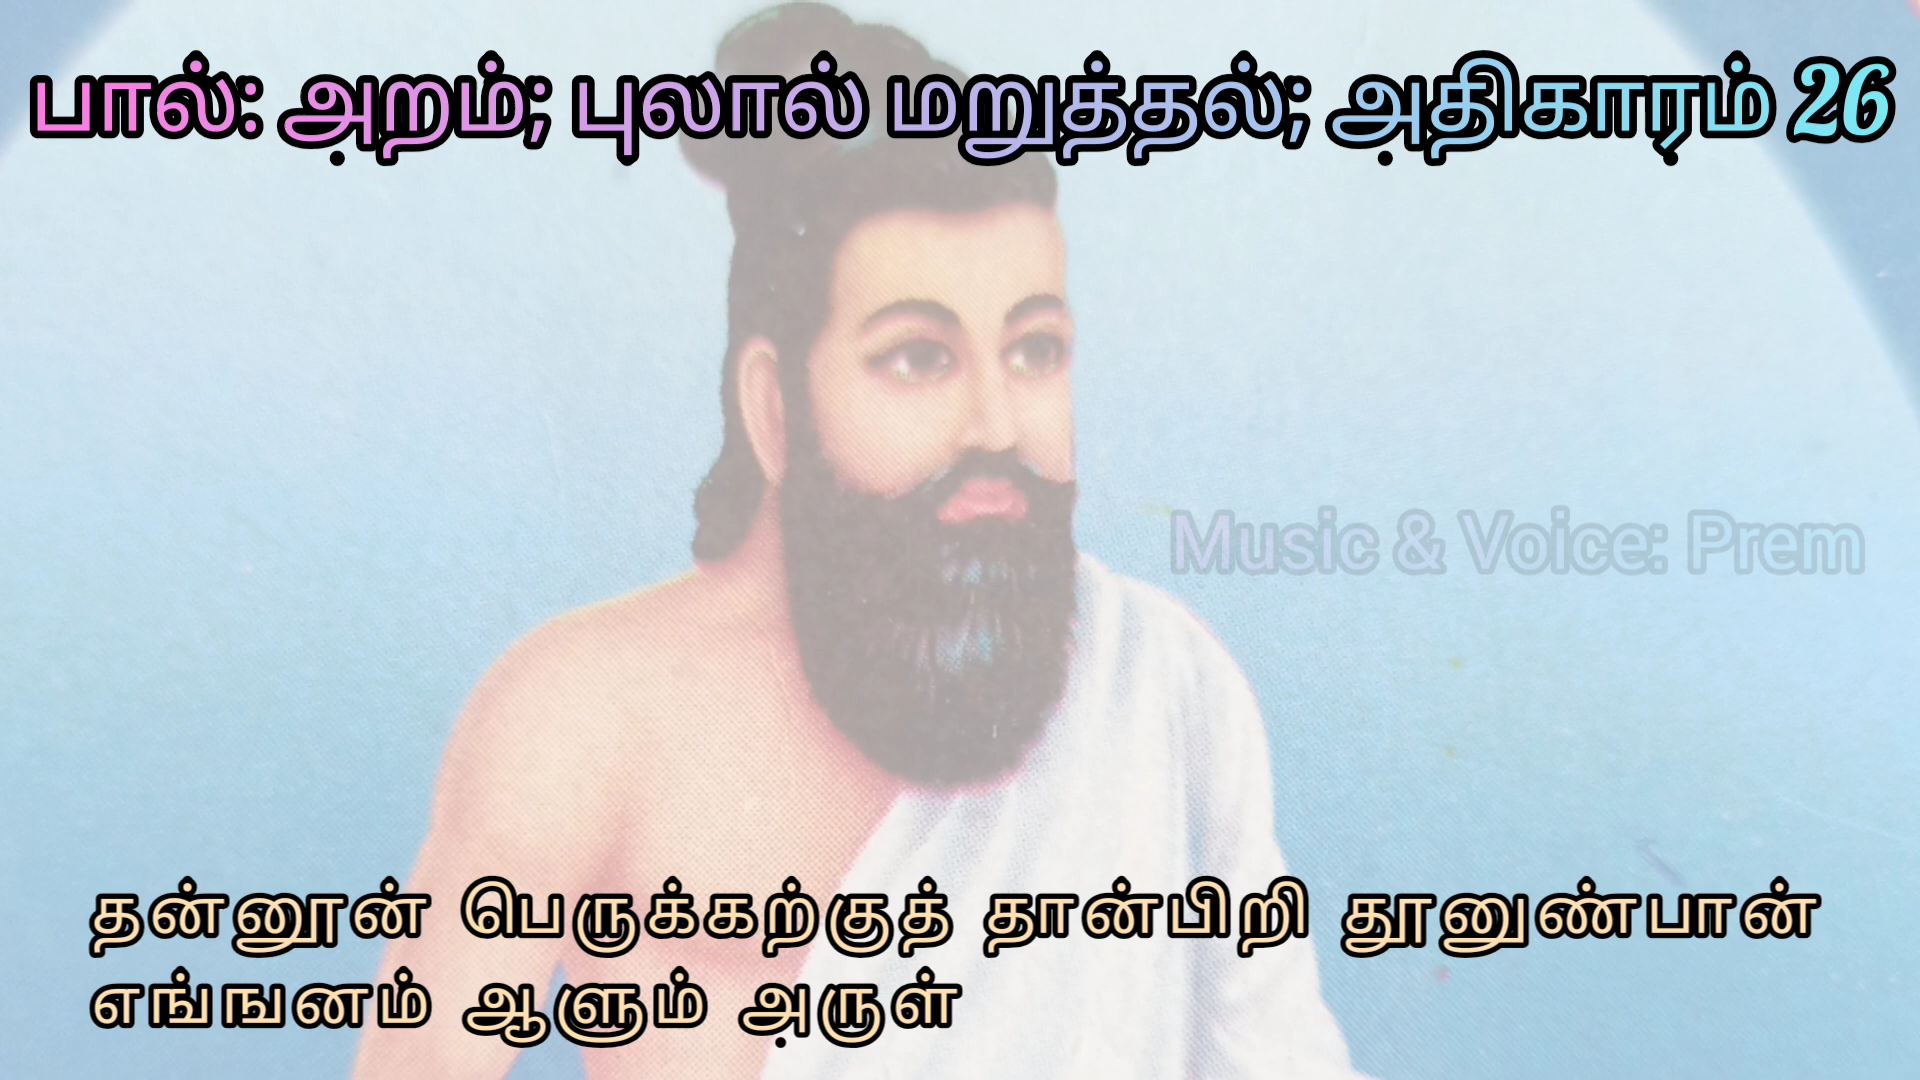 பால்: அறம்; புலால் மறுத்தல்; அதிகாரம் 26
Music & Voice: Prem
தன்னூன் பெருக்கற்குத் தான்பிறி தூனுண்பான்
எங்ஙனம் ஆளும் அருள்